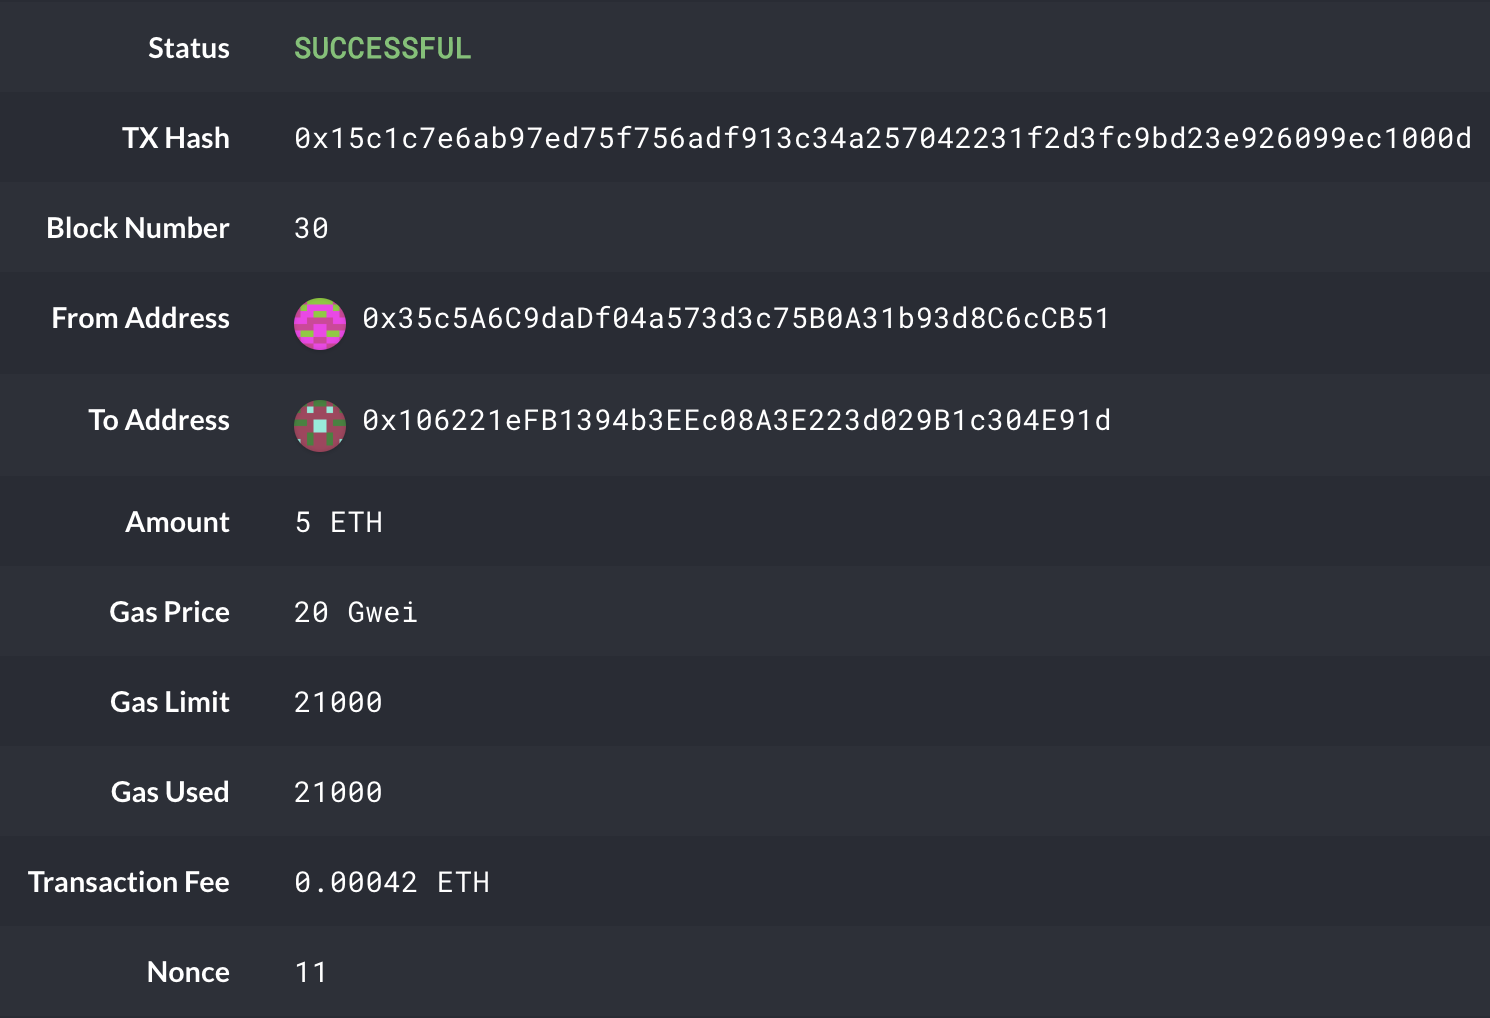 Status SUCCESSFUL
TX Hash 0x15c1c7e6ab97ed75f756adf913c34a257042231f2d3fc9bd23e926099ec1000d
Block Number 30
From Address 0x35c5A6C9daDf04a573d3c75B0A31b93d8C6cCB51
To Address 0x106221eFB1394b3EEc08A3E223d029B1c304E91d
Amount 5 ETH
Gas Price 20 Gwei
Gas Limit 21000
Gas Used 21000
Transaction Fee 0.00042 ETH
Nonce 11